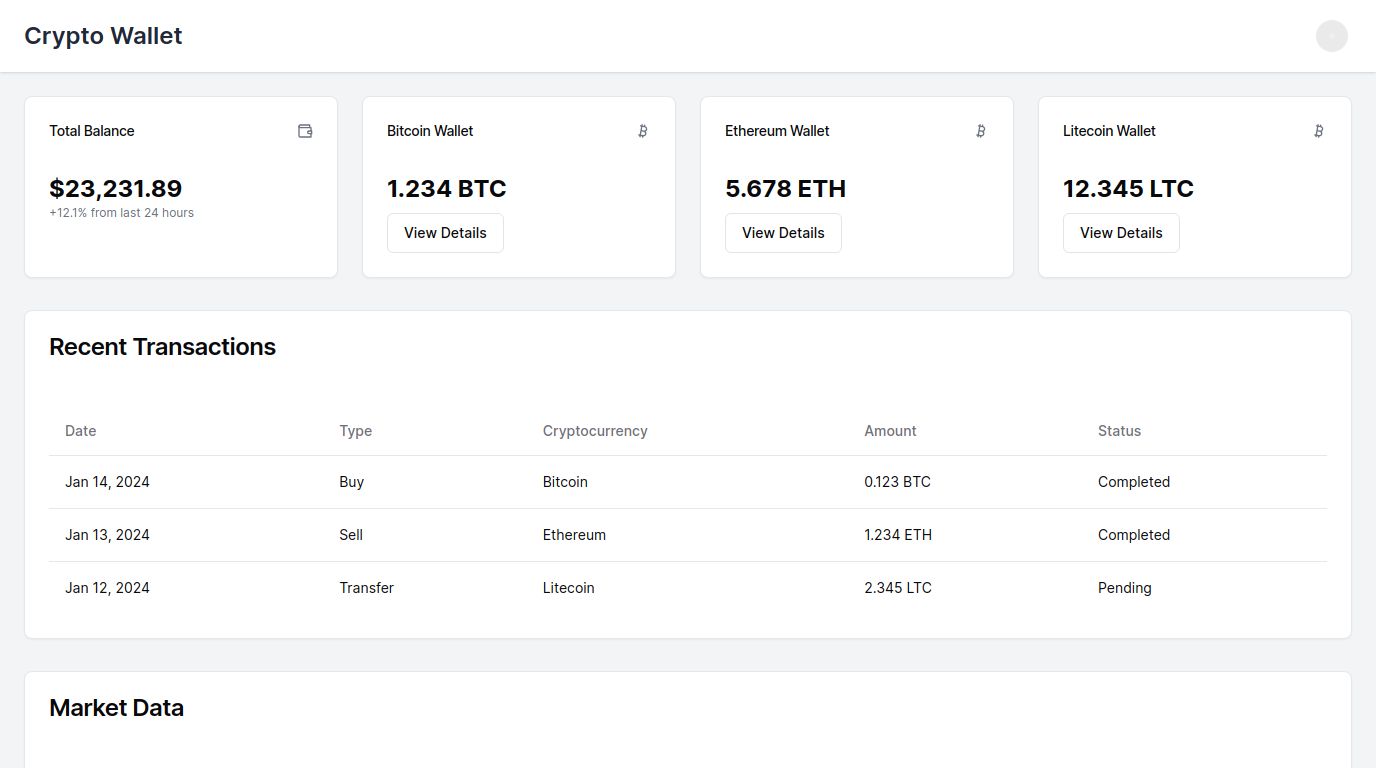 Crypto Wallet
Total Balance
$23,231.89
+12.1% from last 24 hours
Bitcoin Wallet
1.234 BTC
View Details
Ethereum Wallet
5.678 ETH
View Details
Litecoin Wallet
12.345 LTC
View Details
Recent Transactions
Date Type Cryptocurrency Amount Status
Jan 14, 2024 Buy Bitcoin 0.123 BTC Completed
Jan 13, 2024 Sell Ethereum 1.234 ETH Completed
Jan 12, 2024 Transfer Litecoin 2.345 LTC Pending
Market Data